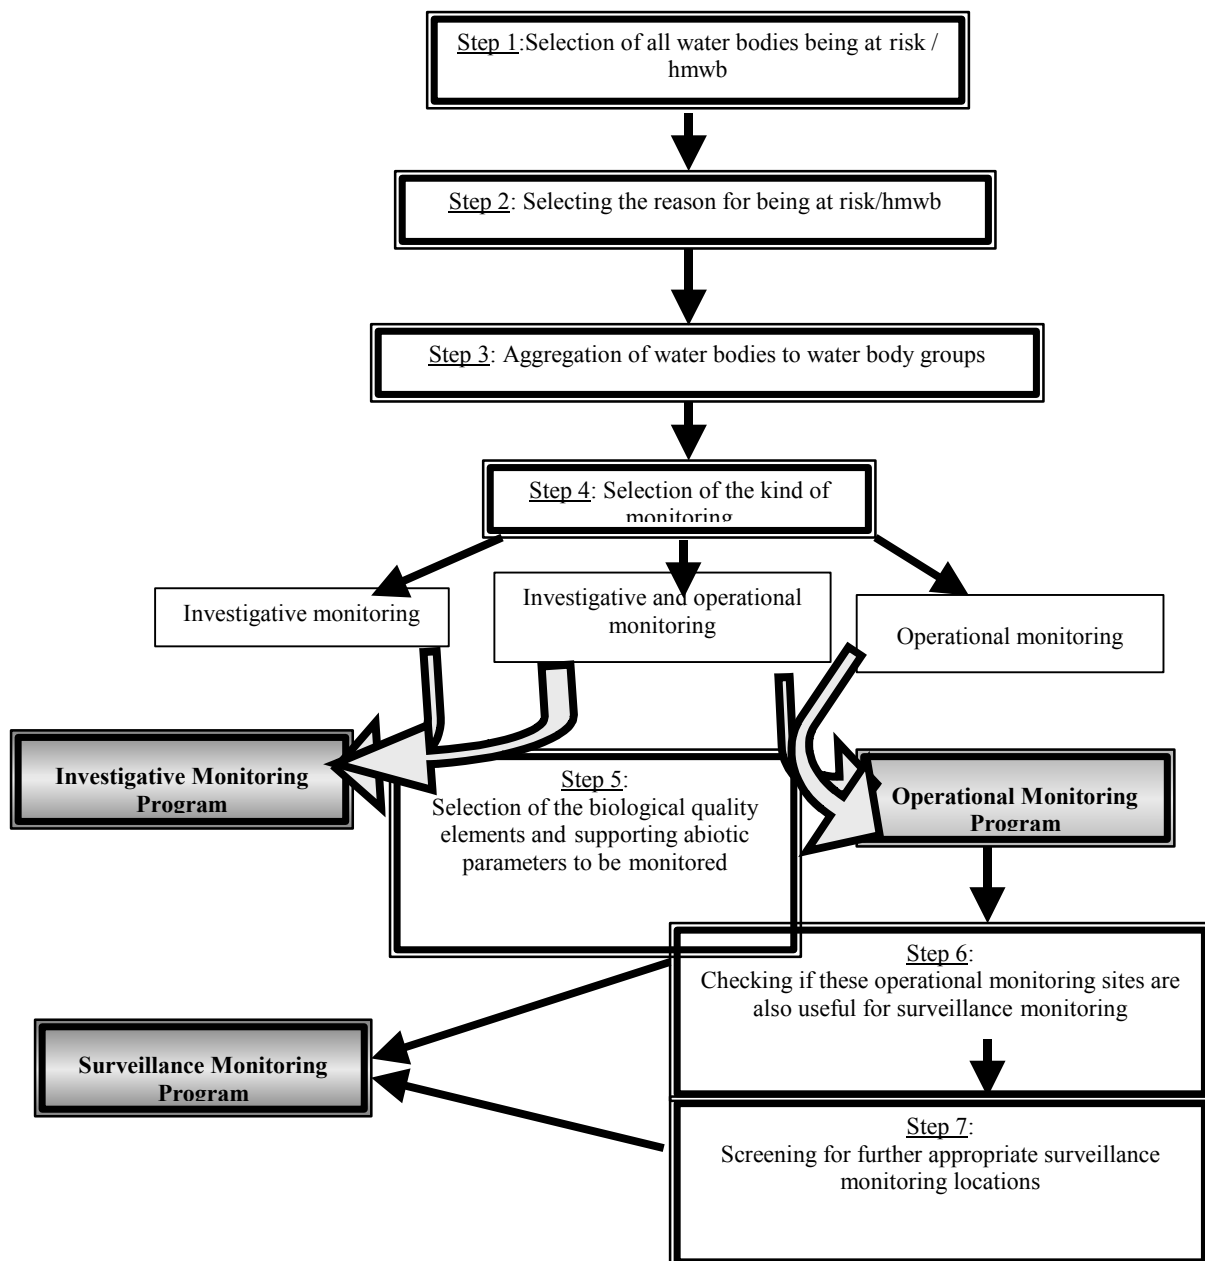 Step 1:Selection of all water bodies being at risk /
hmwb
Step 2: Selecting the reason for being at risk/hmwb
Step 3: Aggregation of water bodies to water body groups
Step 4: Selection of the kind of
monitoring
Investigative monitoring
Investigative and operational
monitoring
Operational monitoring
Investigative Monitoring
Program
Step 5:
Selection of the biological quality
elements and supporting abiotic
parameters to be monitored
Operational Monitoring
Program
Step 6:
Checking if these operational monitoring sites are
also useful for surveillance monitoring
Surveillance Monitoring
Program
Step 7:
Screening for further appropriate surveillance
monitoring locations